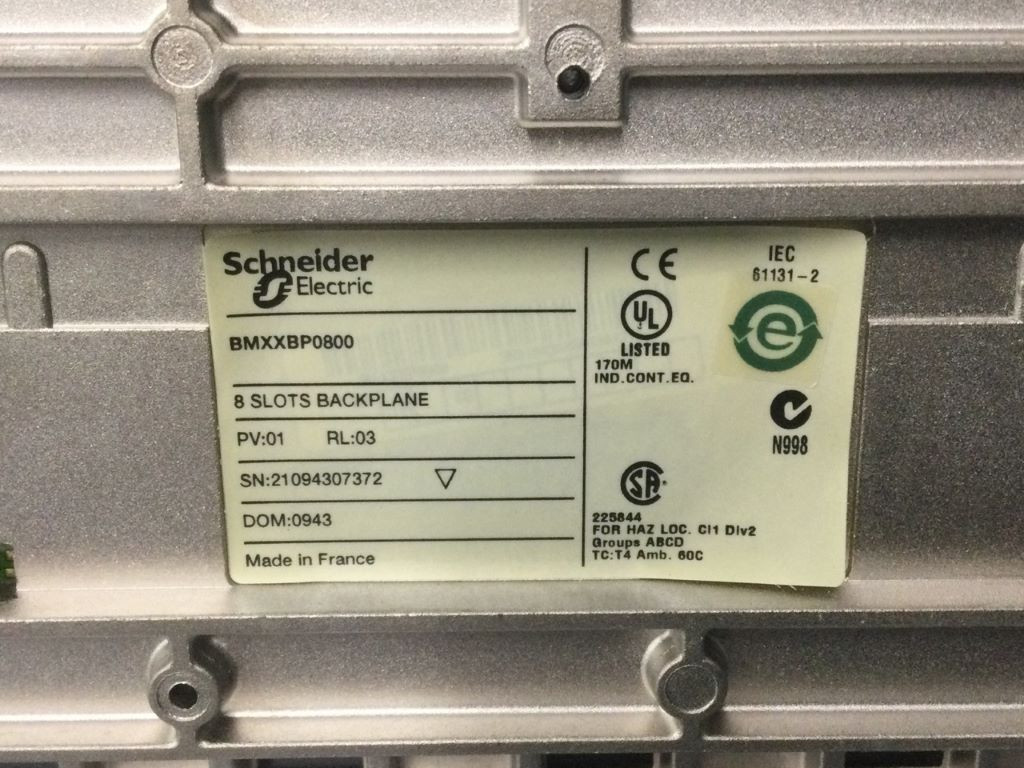 Schneider
Electric
BMXXBP0800
8 SLOTS BACKPLANE
PV:01 RL:03
SN:21094307372
DOM:0943
Made in France
CE
UL
LISTED
170M
IND.CONT.EQ.
IEC
61131-2
e
N998
SA
225844
FOR HAZ LOC. Cl1 Div2
Groups ABCD
TC:T4 Amb. 60C